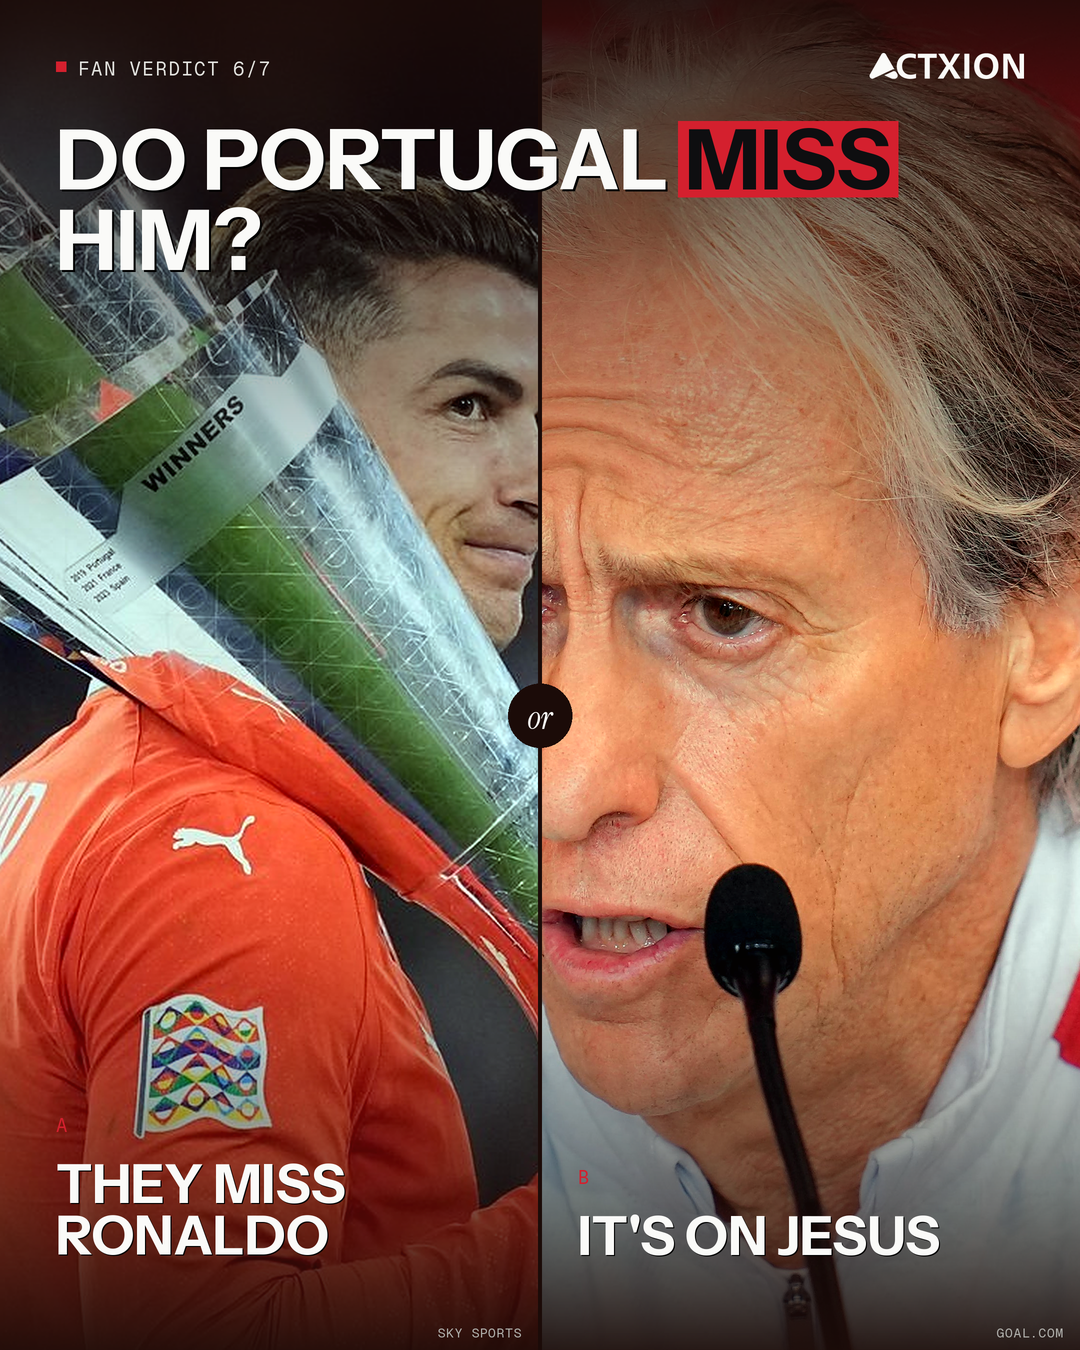 FAN VERDICT 6/7
ACTXION
DO PORTUGAL MISS
HIM?
WINNERS
2019 Portugal
2021 France
2023 Spain
or
A
THEY MISS
RONALDO
B
IT'S ON JESUS
SKY SPORTS
GOAL.COM